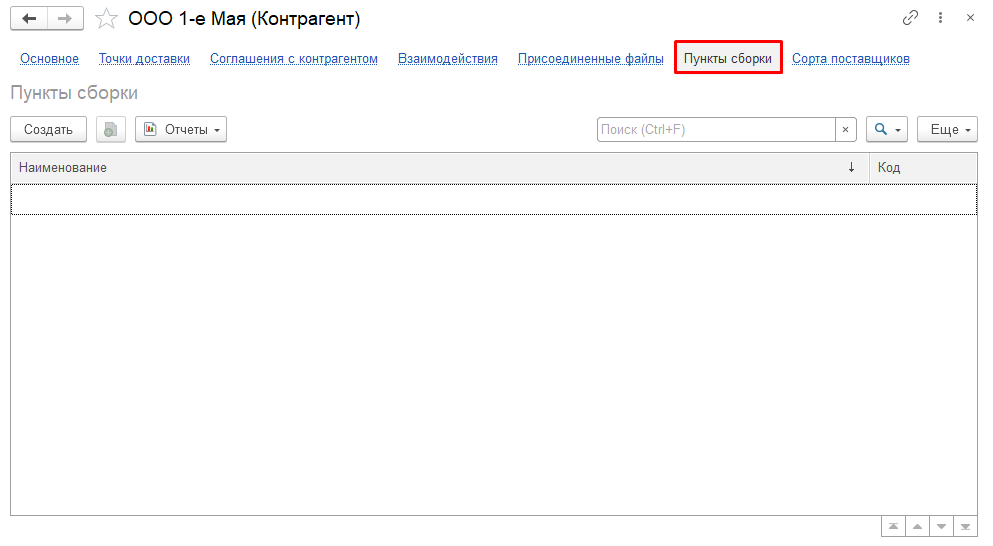 ООО 1-е Мая (Контрагент)
Основное Точки доставки Соглашения с контрагентом Взаимодействия Присоединенные файлы Пункты сборки Сорта поставщиков
Пункты сборки
Создать Отчеты Поиск (Ctrl+F) × Еще
Наименование ↓ Код